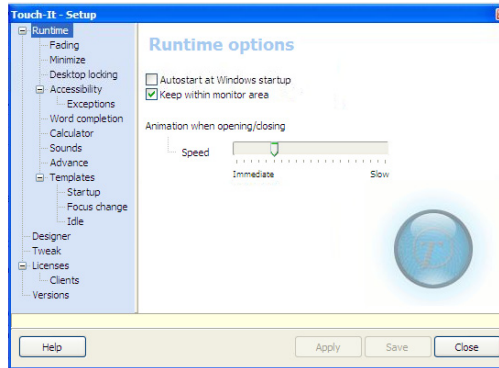 Touch-It - Setup
Runtime
Fading
Minimize
Desktop locking
Accessibility
Exceptions
Word completion
Calculator
Sounds
Advance
Templates
Startup
Focus change
Idle
Designer
Tweak
Licenses
Clients
Versions
Runtime options
Autostart at Windows startup
Keep within monitor area
Animation when opening/closing
Speed
Immediate Slow
Help Apply Save Close